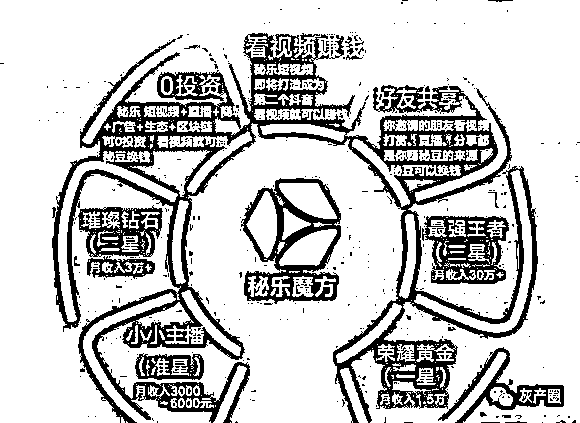 看视频赚钱
秘乐短视频
即将打造成为
第二个抖音
看视频就可以赚钱
0投资
秘乐 短视频+直播+商城
+广告+生态+区块链
可0投资,看视频就可赏
秘豆换钱
好友共享
你邀请的朋友看视频
打赏、直播、分享都
是你赚秘豆的来源
秘豆可以换钱
璀璨钻石
(二星)
月收入3万+
最强王者
(三星)
月收入30万+
秘乐魔方
小小主播
(准星)
月收入3000
~6000元
荣耀黄金
(一星)
月收入1.5万
灰产圈